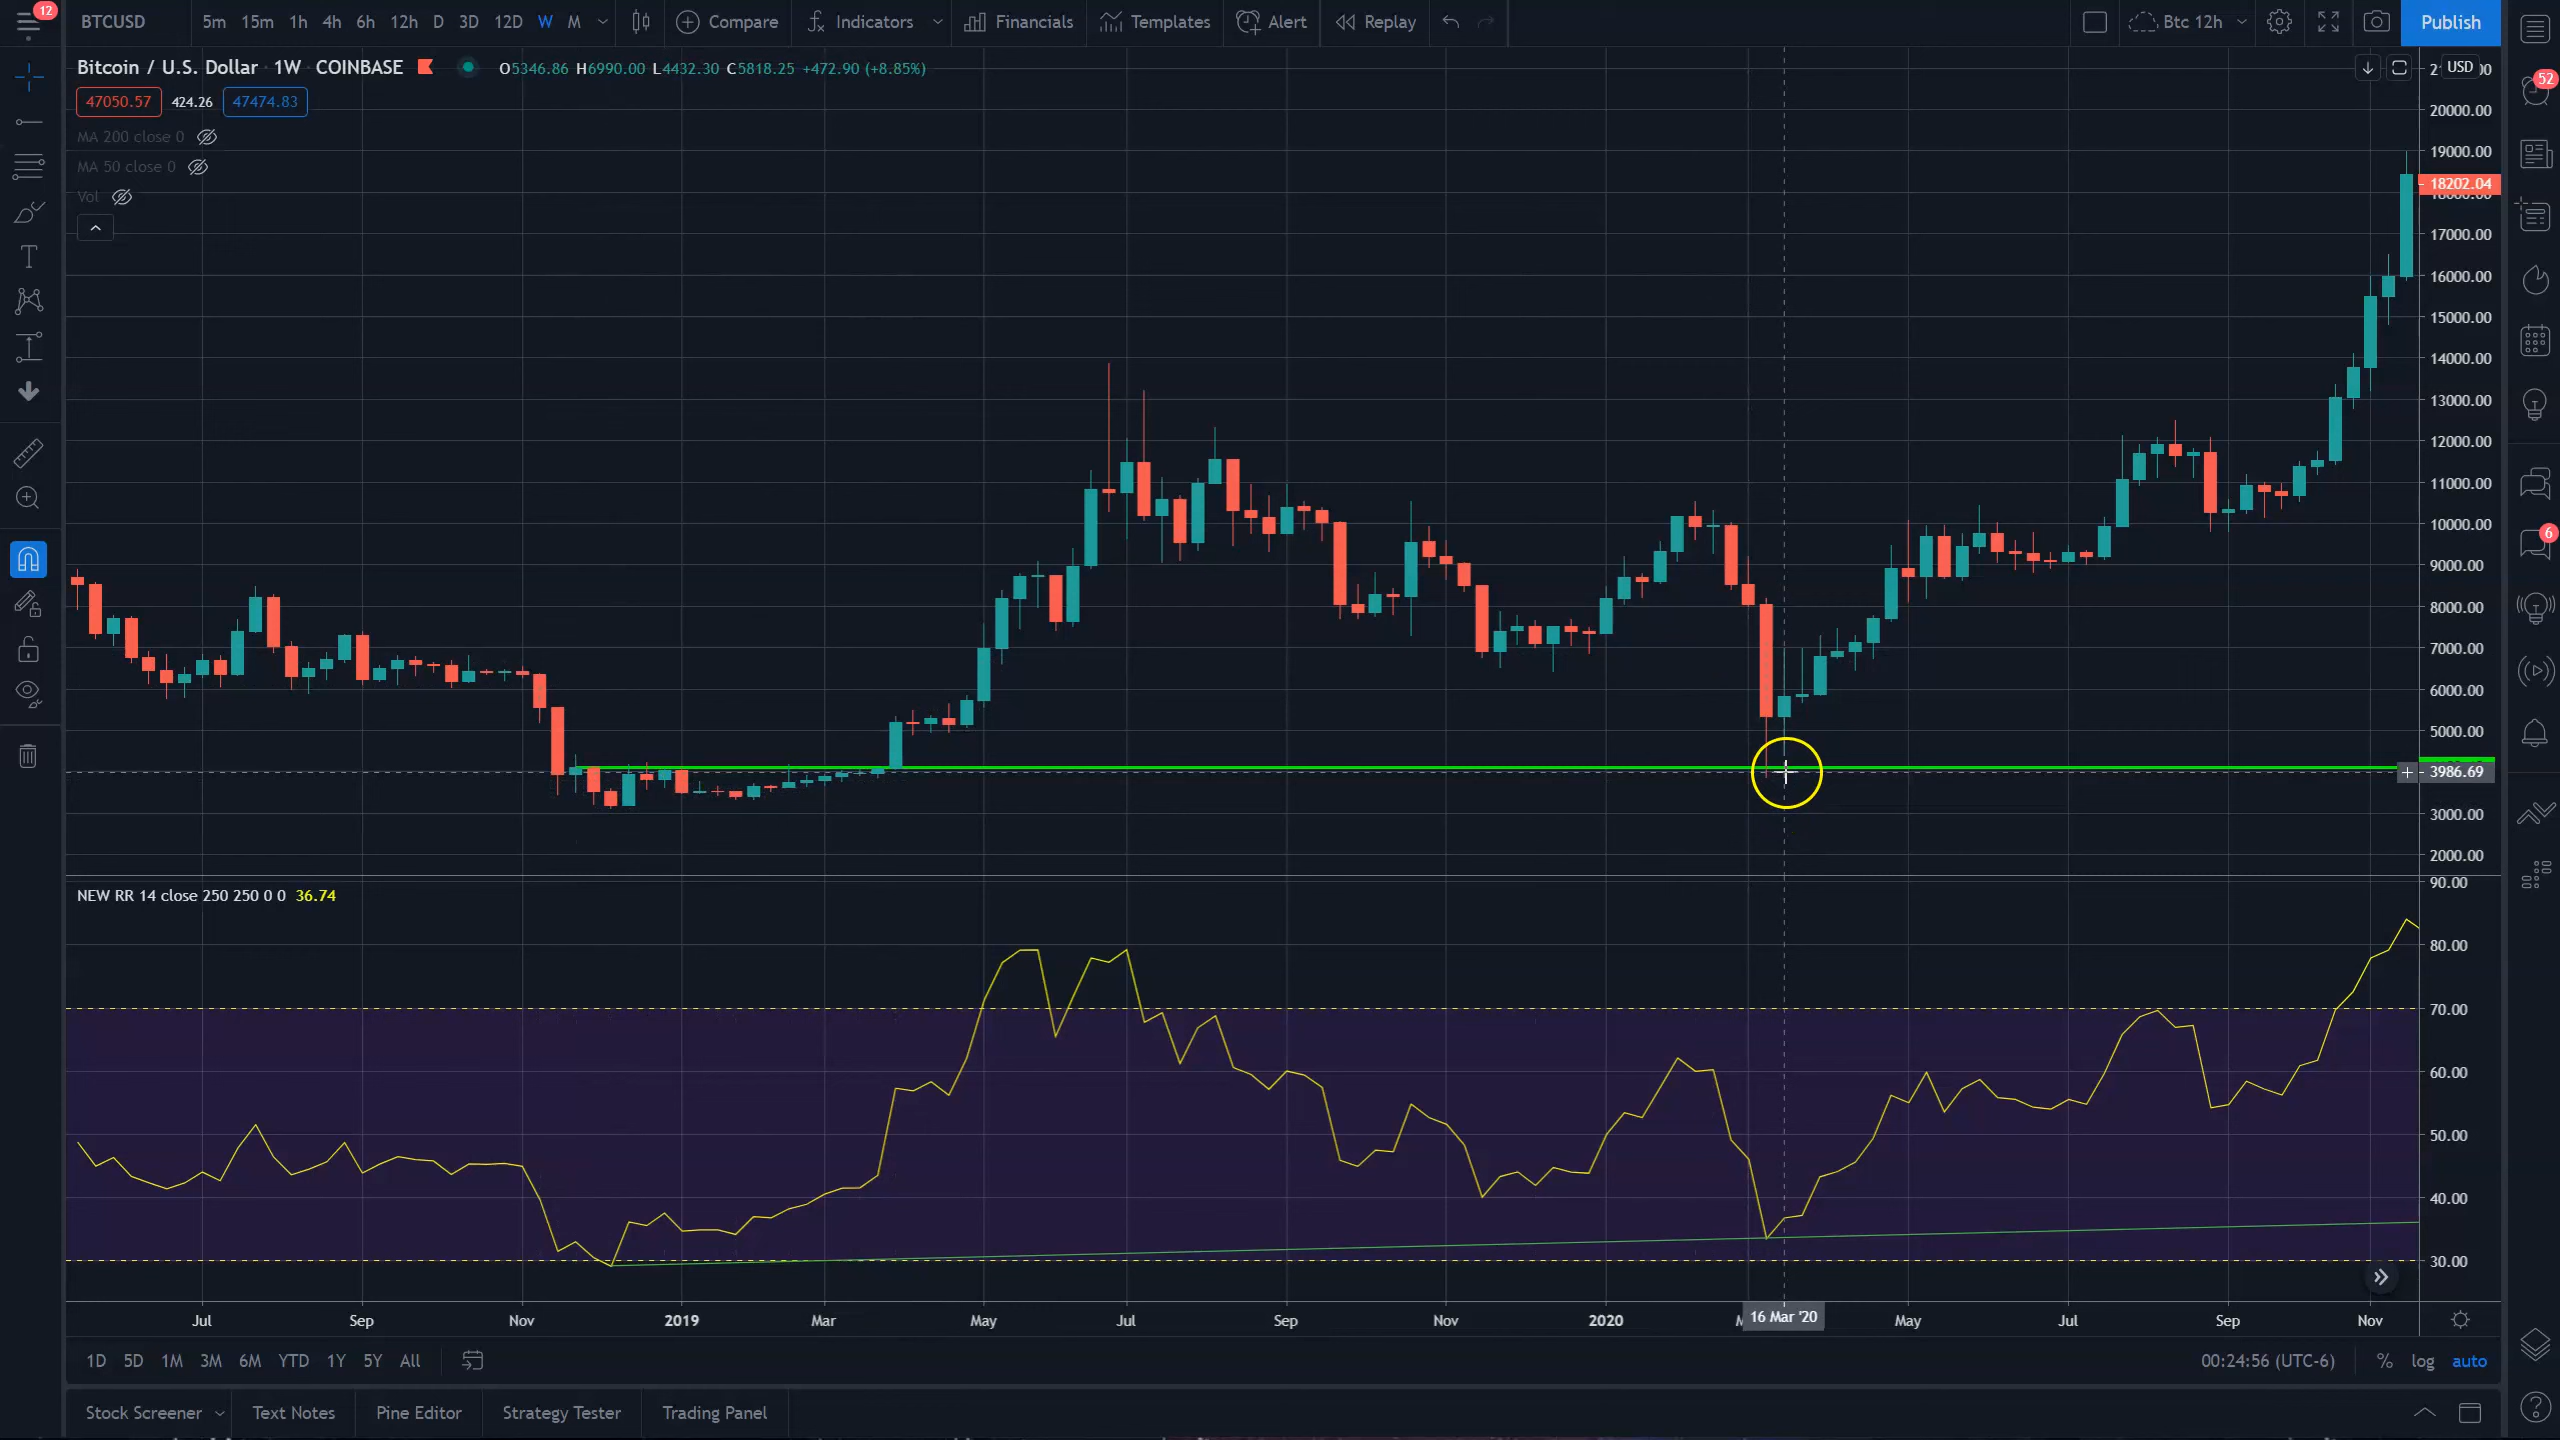 12
BTCUSD 5m 15m 1h 4h 6h 12h D 3D 12D W M Compare Indicators Financials Templates Alert Replay Btc 12h Publish
Bitcoin / U.S. Dollar · 1W · COINBASE O5346.86 H6990.00 L4432.30 C5818.25 +472.90 (+8.85%)
USD
47050.57 424.26 47474.83
52
MA 200 close 0
MA 50 close 0
Vol
20000.00
19000.00
18202.04
17000.00
16000.00
15000.00
14000.00
13000.00
12000.00
11000.00
10000.00
6
9000.00
8000.00
7000.00
6000.00
5000.00
3986.69
3000.00
2000.00
NEW RR 14 close 250 250 0 0 36.74
90.00
80.00
70.00
60.00
50.00
40.00
30.00
Jul Sep Nov 2019 Mar May Jul Sep Nov 2020 16 Mar '20 May Jul Sep Nov
1D 5D 1M 3M 6M YTD 1Y 5Y All 00:24:56 (UTC-6) % log auto
Stock Screener Text Notes Pine Editor Strategy Tester Trading Panel